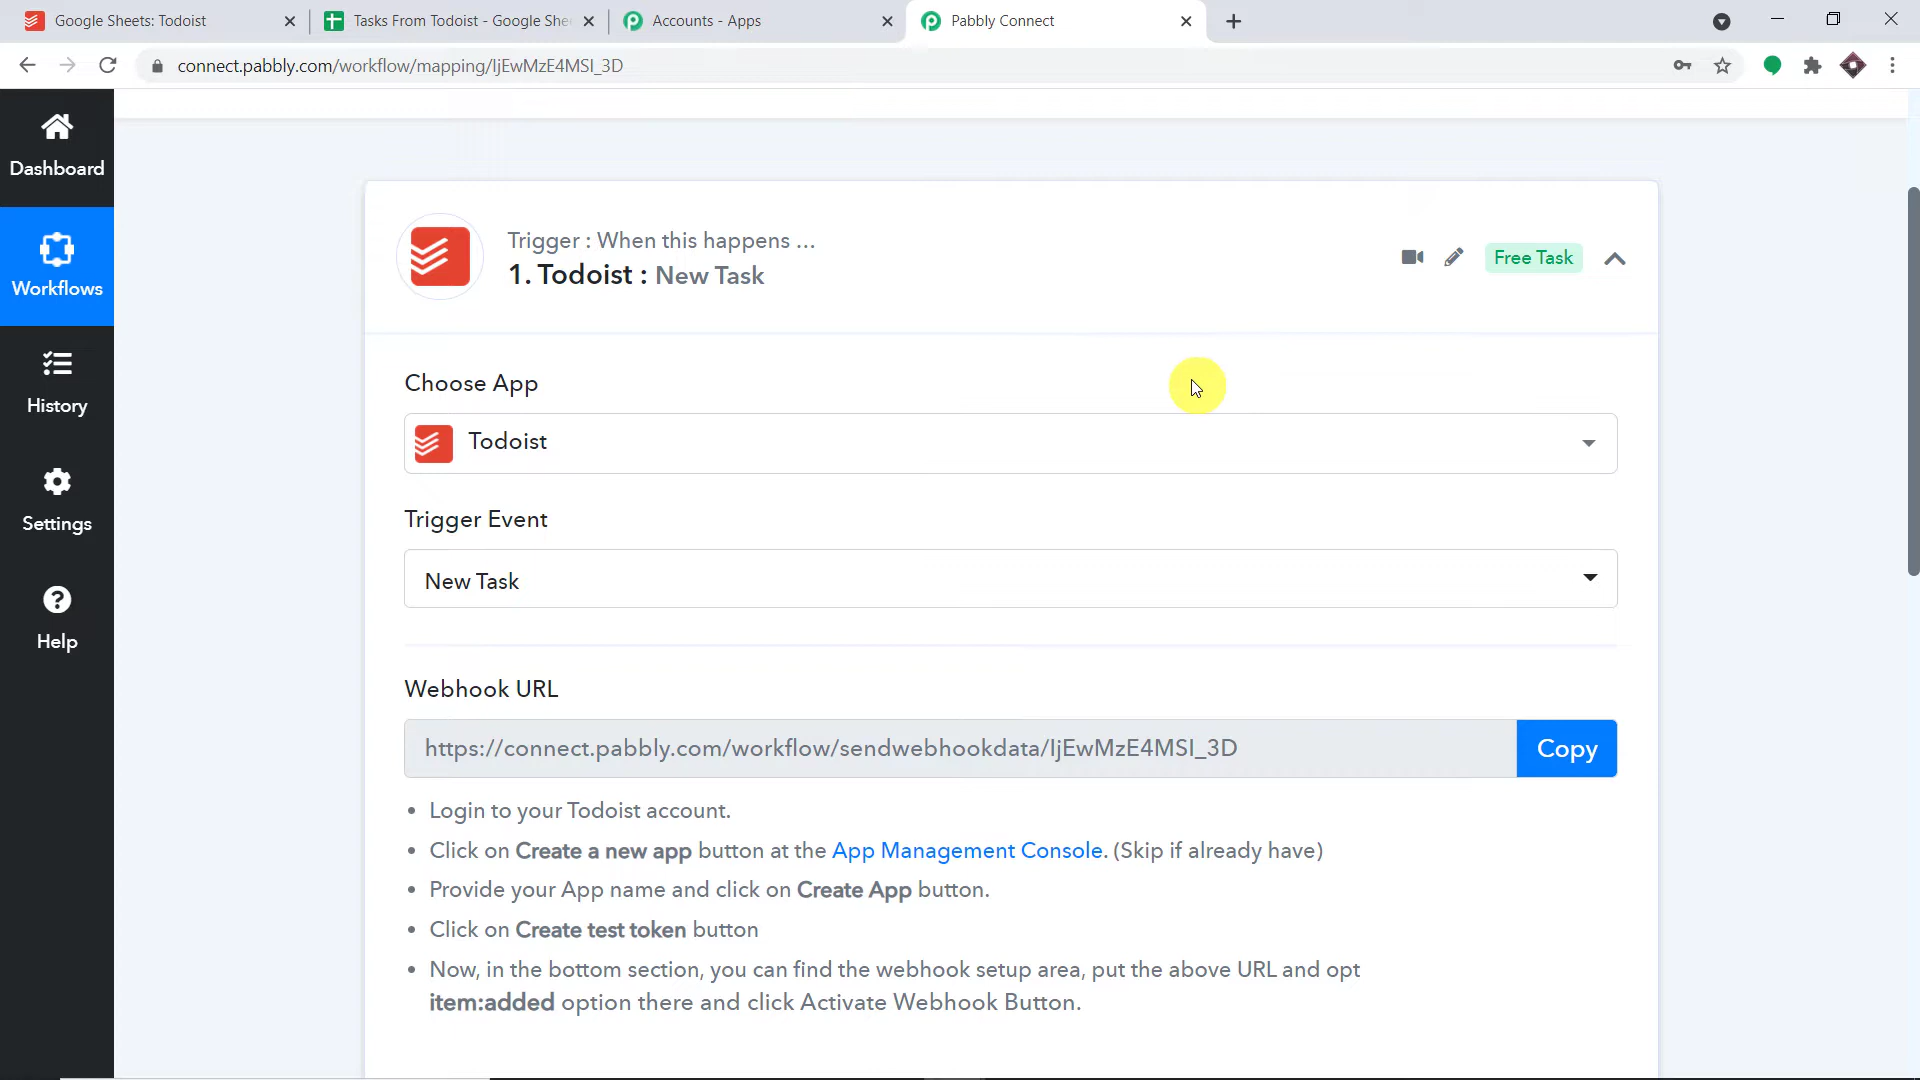 Google Sheets: Todoist
Tasks From Todoist - Google She
Accounts - Apps
Pabbly Connect
connect.pabbly.com/workflow/mapping/IjEwMzE4MSI_3D
Dashboard
Workflows
History
Settings
Help
Trigger : When this happens ...
1. Todoist : New Task
Free Task
Choose App
Todoist
Trigger Event
New Task
Webhook URL
https://connect.pabbly.com/workflow/sendwebhookdata/IjEwMzE4MSI_3D
Copy
• Login to your Todoist account.
• Click on Create a new app button at the App Management Console. (Skip if already have)
• Provide your App name and click on Create App button.
• Click on Create test token button
• Now, in the bottom section, you can find the webhook setup area, put the above URL and opt
item:added option there and click Activate Webhook Button.